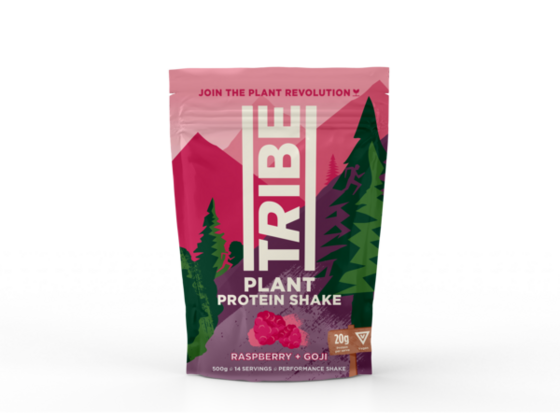 JOIN THE PLANT REVOLUTION
TRIBE
PLANT
PROTEIN SHAKE
20g
RASPBERRY + GOJI
500g // 14 SERVINGS // PERFORMANCE SHAKE